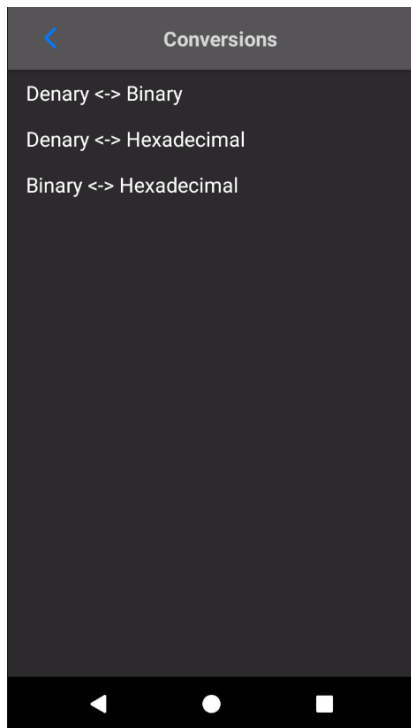 Conversions
Denary <-> Binary
Denary <-> Hexadecimal
Binary <-> Hexadecimal